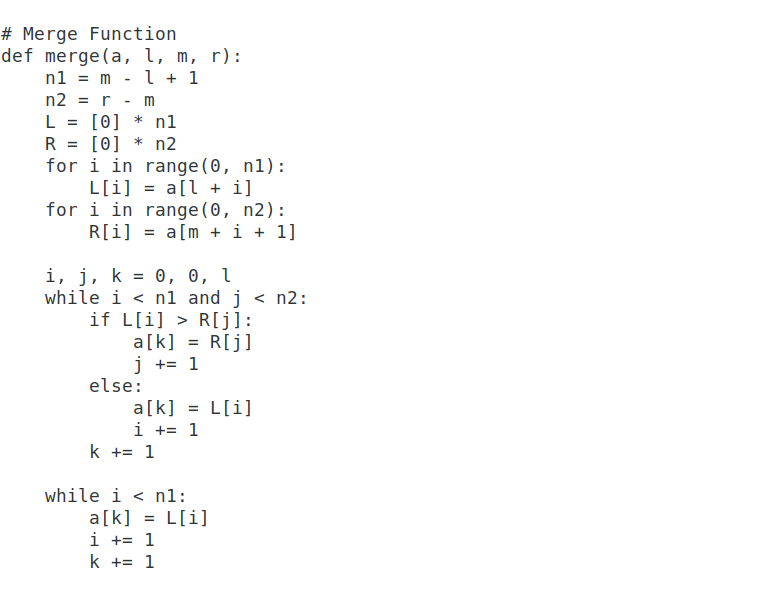 # Merge Function
def merge(a, l, m, r):
    n1 = m - l + 1
    n2 = r - m
    L = [0] * n1
    R = [0] * n2
    for i in range(0, n1):
        L[i] = a[l + i]
    for i in range(0, n2):
        R[i] = a[m + i + 1]

    i, j, k = 0, 0, l
    while i < n1 and j < n2:
        if L[i] > R[j]:
            a[k] = R[j]
            j += 1
        else:
            a[k] = L[i]
            i += 1
        k += 1

    while i < n1:
        a[k] = L[i]
        i += 1
        k += 1